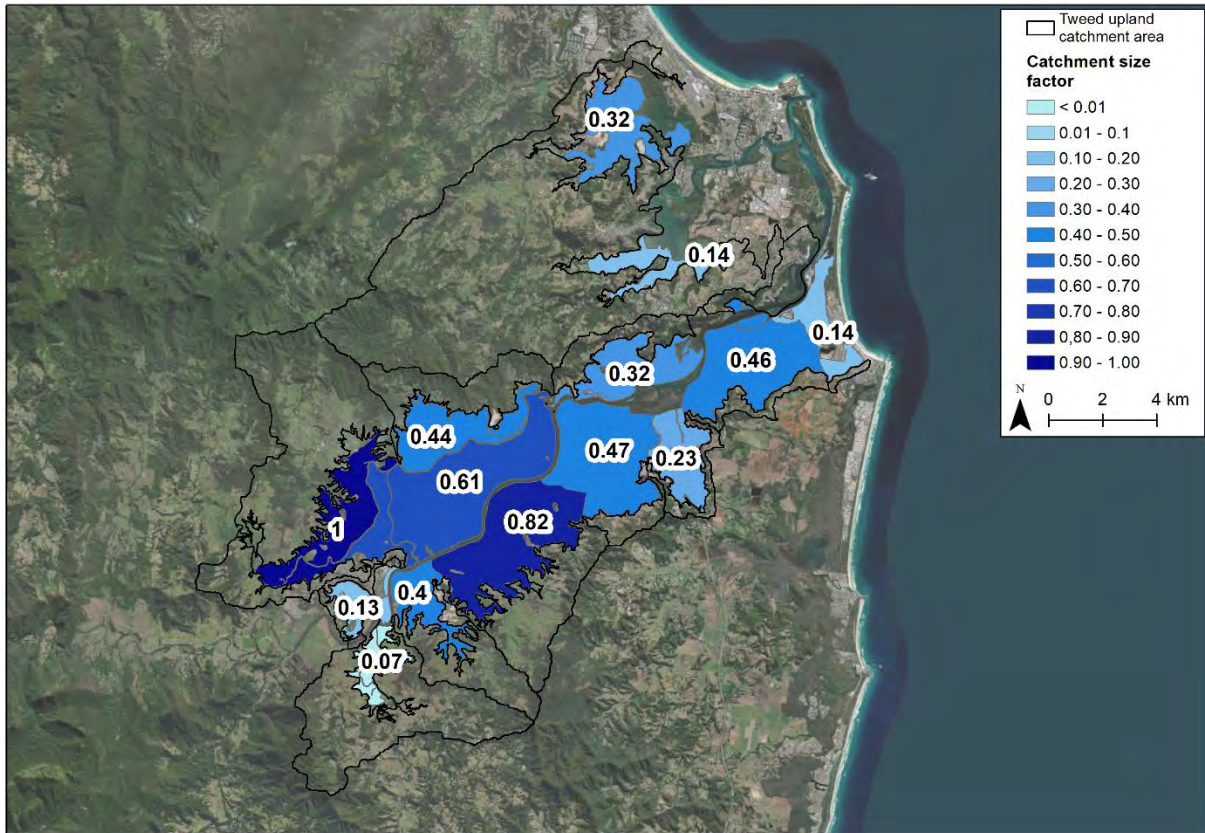 Tweed upland
catchment area
Catchment size
factor
< 0.01
0.01 - 0.1
0.10 - 0.20
0.20 - 0.30
0.30 - 0.40
0.40 - 0.50
0.50 - 0.60
0.60 - 0.70
0.70 - 0.80
0.80 - 0.90
0.90 - 1.00
N
0 2 4 km
0.32
0.14
0.14
0.32
0.46
0.44
0.47
0.23
0.61
0.82
1
0.4
0.13
0.07